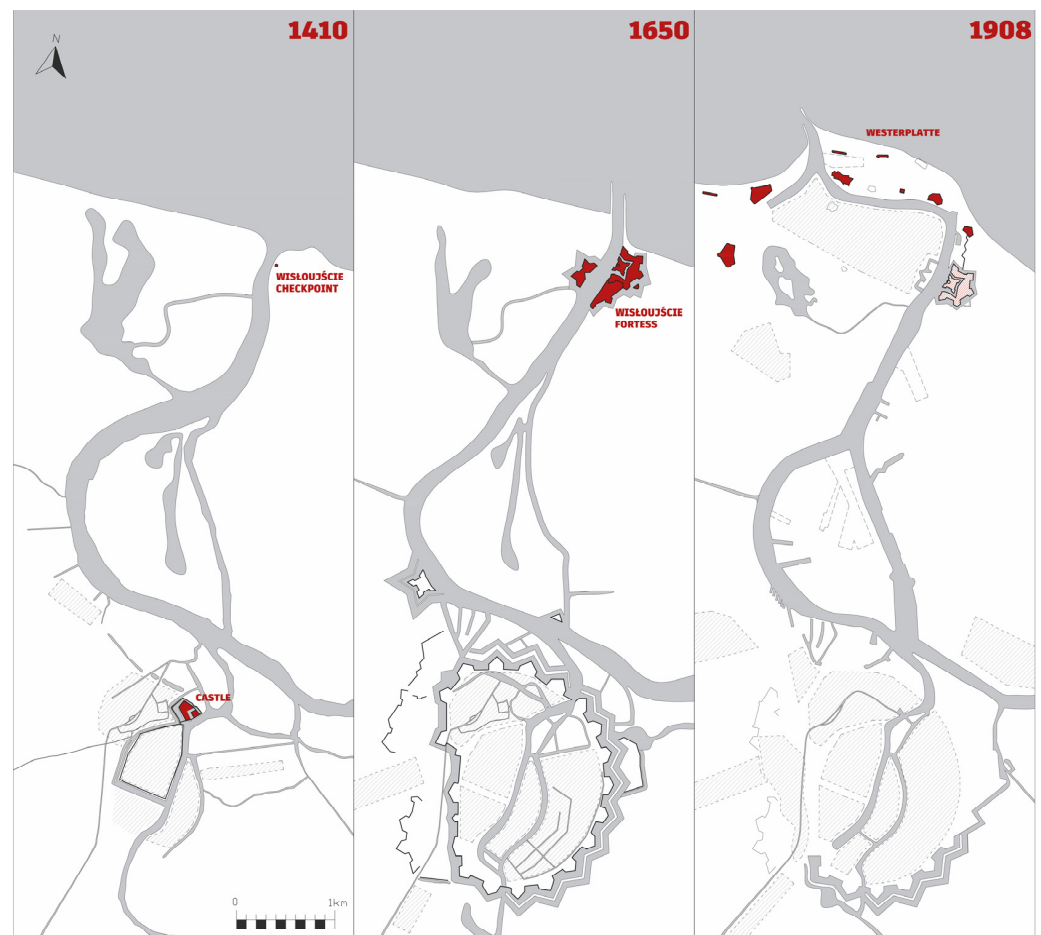 1410
1650
1908
N
WESTERPLATTE
WISŁOUJŚCIE
CHECKPOINT
WISŁOUJŚCIE
FORTESS
CASTLE
0 1km